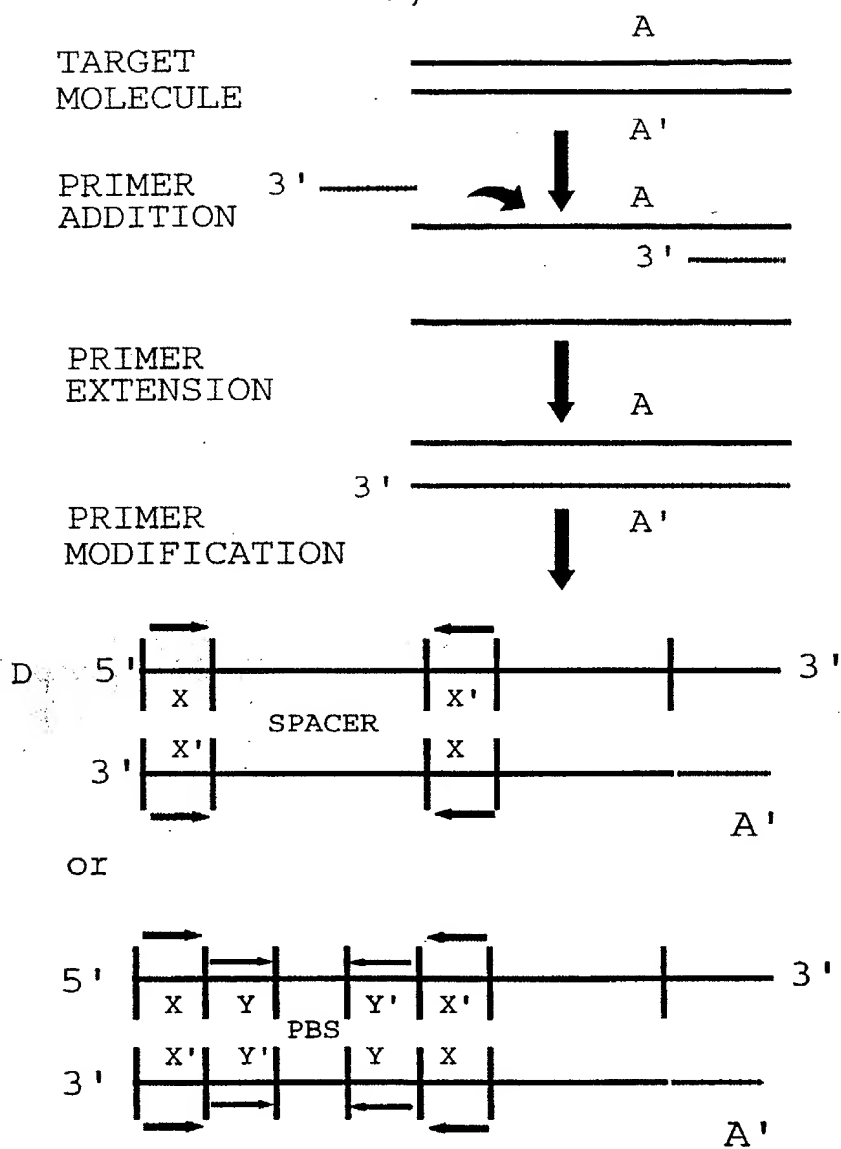 A
TARGET
MOLECULE
A'
PRIMER
ADDITION
3'
A
3'
PRIMER
EXTENSION
A
3'
PRIMER
MODIFICATION
A'
D 5' 3'
X X'
SPACER
X' X
3'
A'
or
5' 3'
X Y Y' X'
PBS
X' Y' Y X
3'
A'